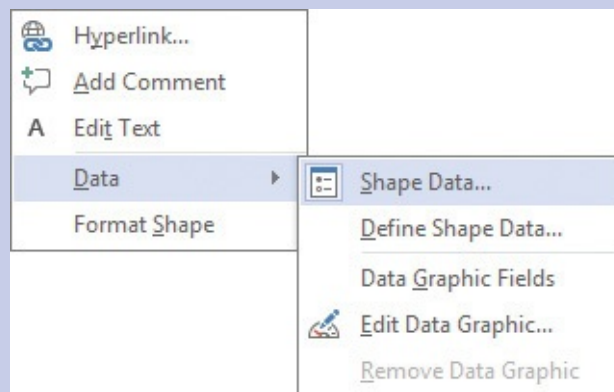 Hyperlink...
Add Comment
A Edit Text
Data
Format Shape
Shape Data...
Define Shape Data...
Data Graphic Fields
Edit Data Graphic...
Remove Data Graphic